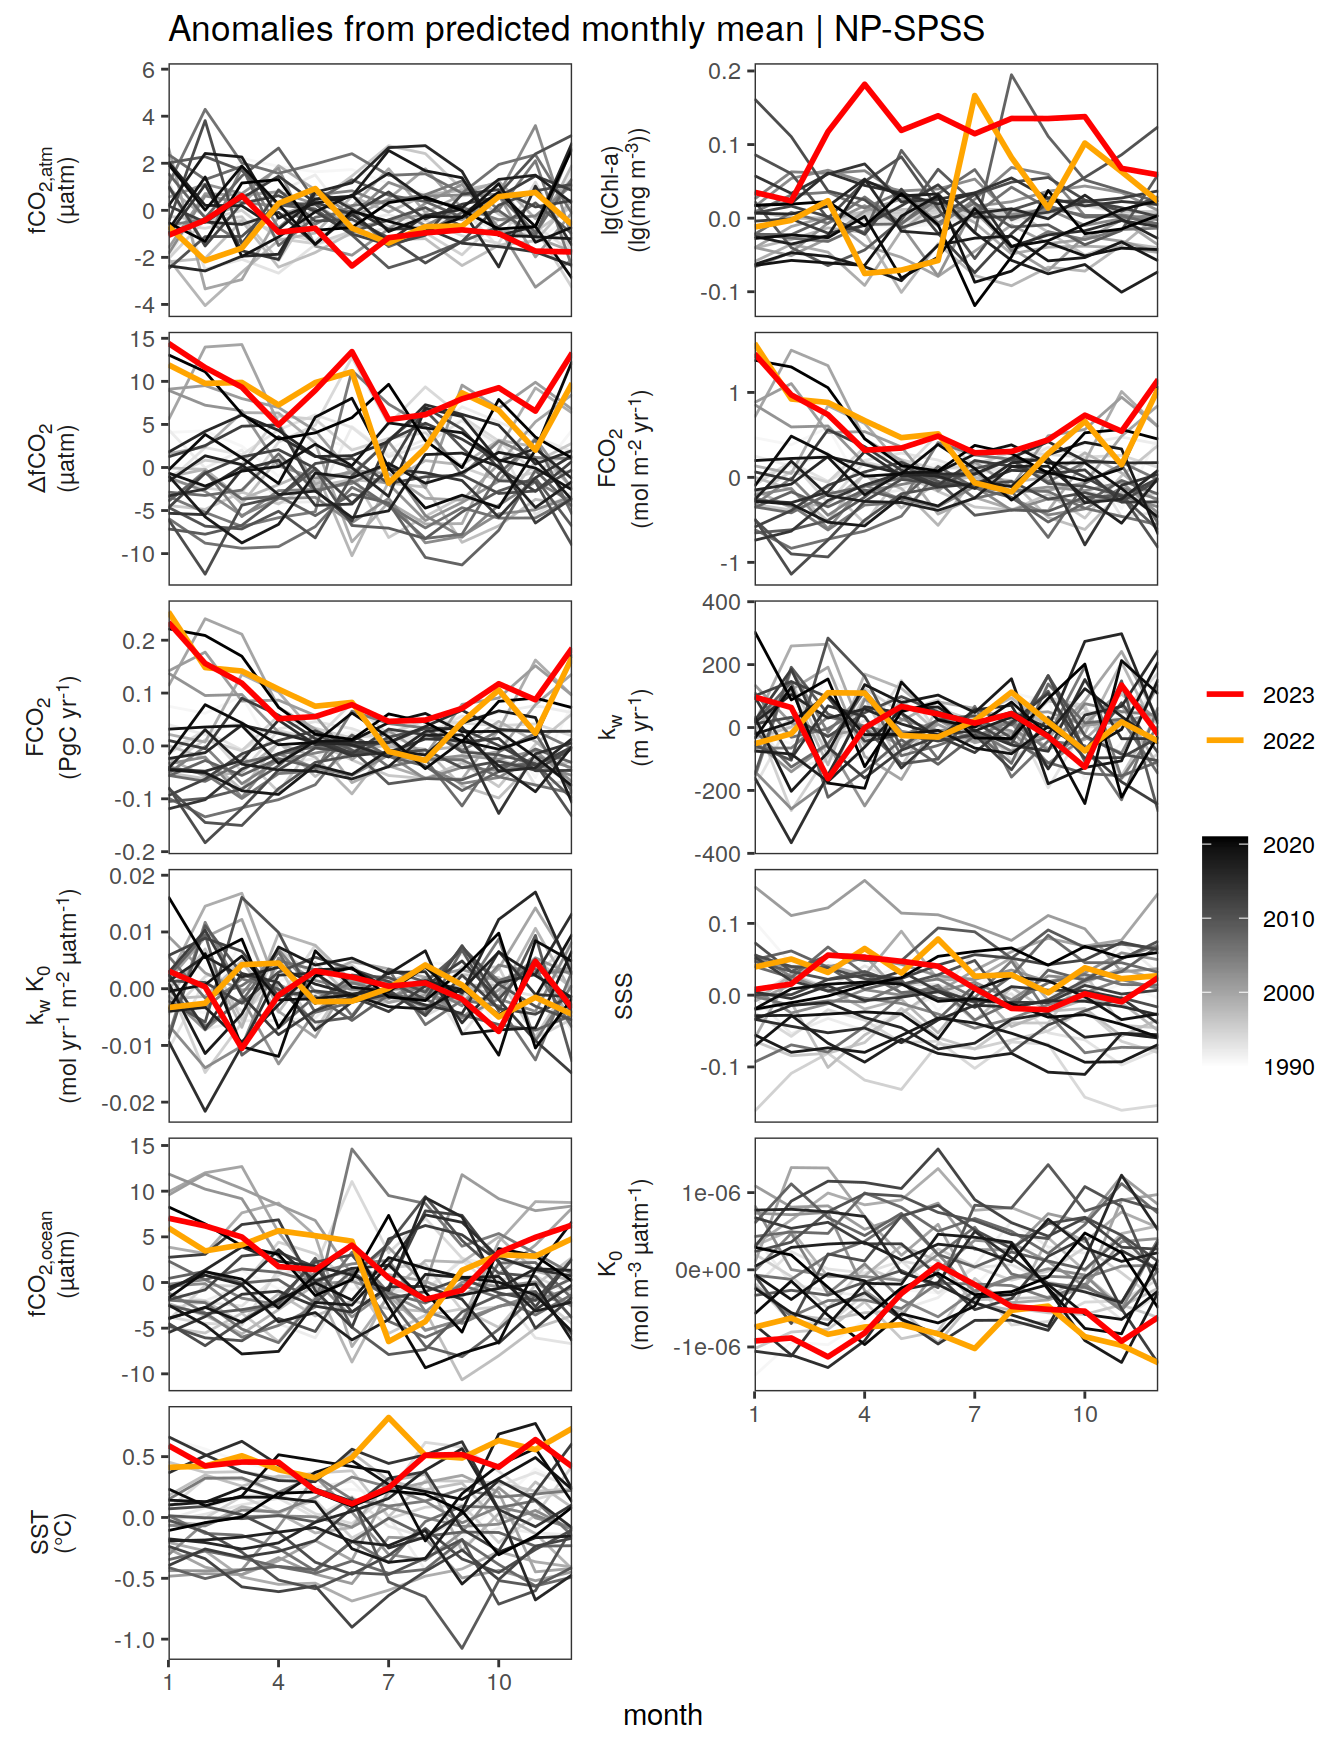 Anomalies from predicted monthly mean | NP-SPSS
fCO2,atm
(µatm)
6
4
2
0
-2
-4
lg(Chl-a)
(lg(mg m-3))
0.2
0.1
0.0
-0.1
ΔfCO2
(µatm)
15
10
5
0
-5
-10
FCO2
(mol m-2 yr-1)
1
0
-1
FCO2
(PgC yr-1)
0.2
0.1
0.0
-0.1
-0.2
kw
(m yr-1)
400
200
0
-200
-400
kw K0
(mol yr-1 m-2 µatm-1)
0.02
0.01
0.00
-0.01
-0.02
SSS
0.1
0.0
-0.1
fCO2,ocean
(µatm)
15
10
5
0
-5
-10
K0
(mol m-3 µatm-1)
1e-06
0e+00
-1e-06
1 4 7 10
SST
(°C)
0.5
0.0
-0.5
-1.0
1 4 7 10
month
2023
2022
2020
2010
2000
1990